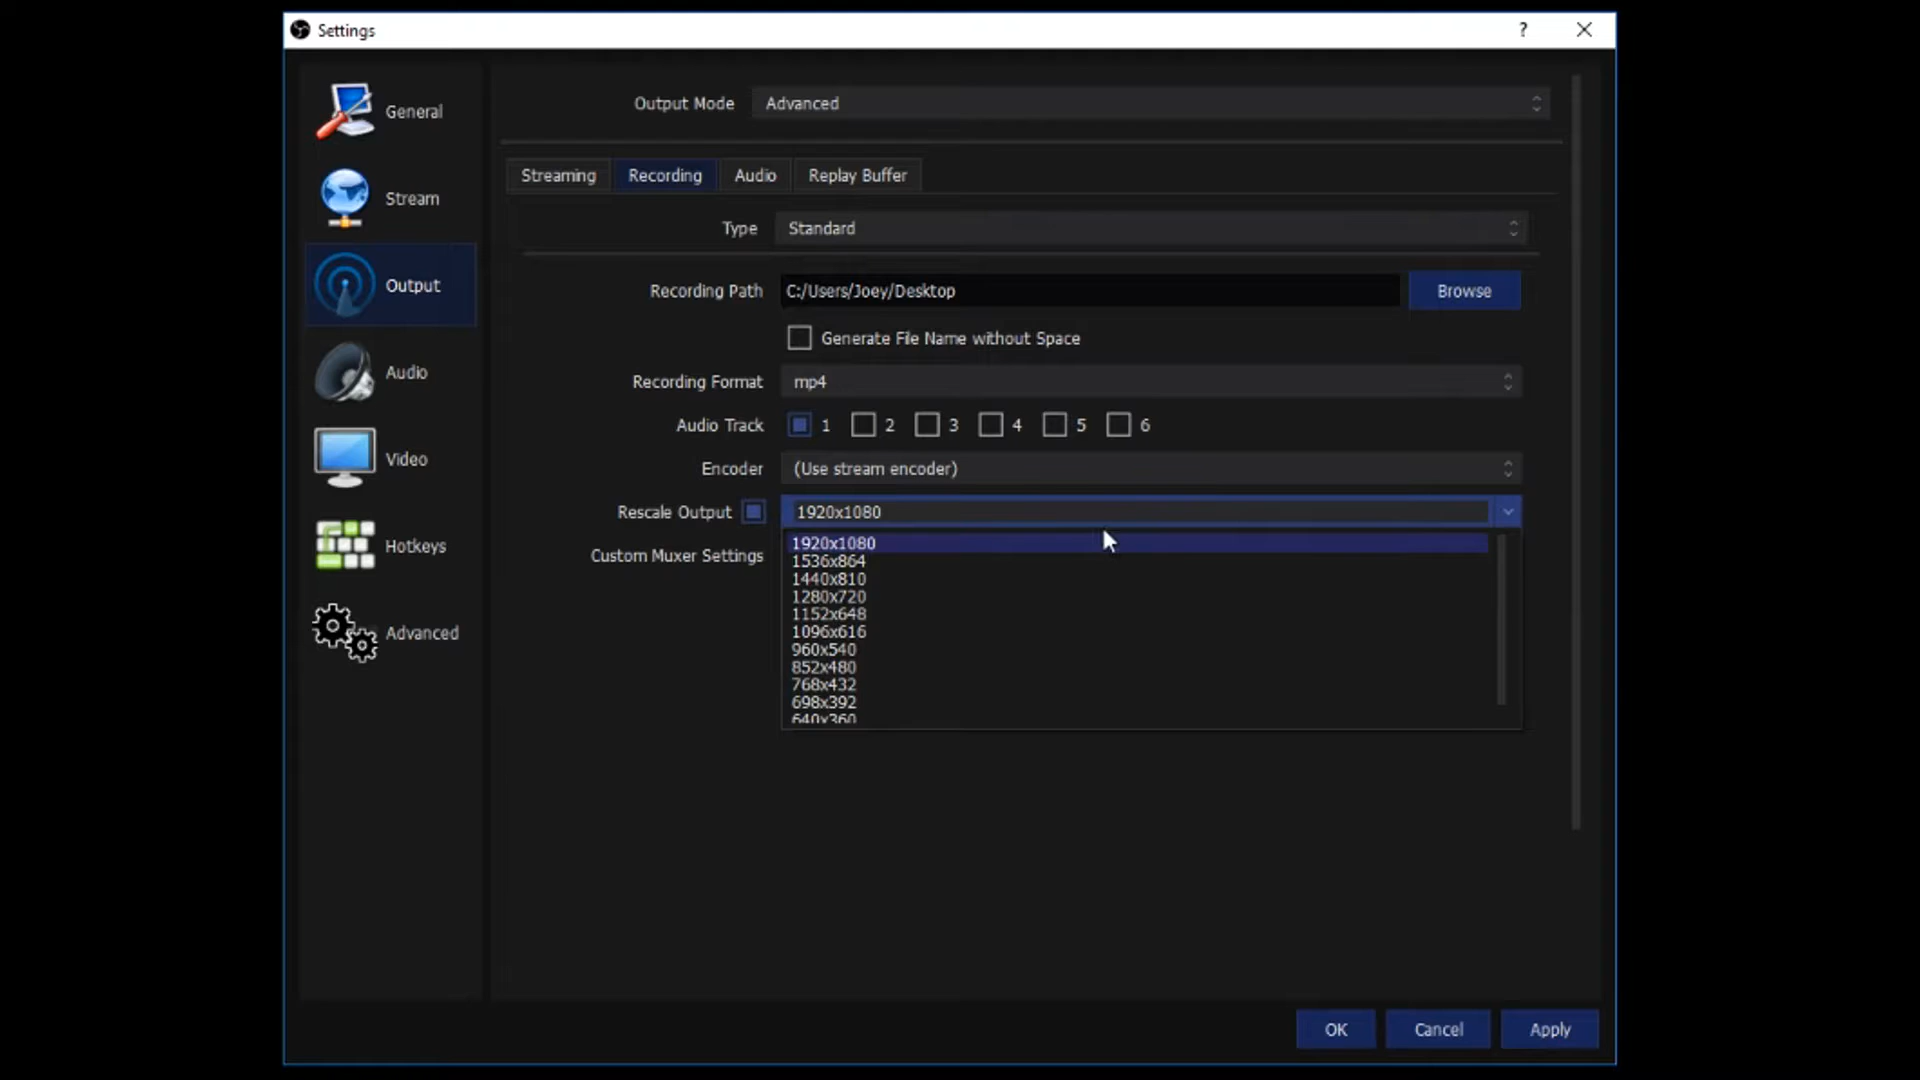 Settings
?
General
Stream
Output
Audio
Video
Hotkeys
Advanced
Output Mode Advanced
Streaming Recording Audio Replay Buffer
Type Standard
Recording Path C:/Users/Joey/Desktop Browse
Generate File Name without Space
Recording Format mp4
Audio Track 1 2 3 4 5 6
Encoder (Use stream encoder)
Rescale Output 1920x1080
Custom Muxer Settings
1920x1080
1536x864
1440x810
1280x720
1152x648
1096x616
960x540
852x480
768x432
698x392
640x360
OK Cancel Apply